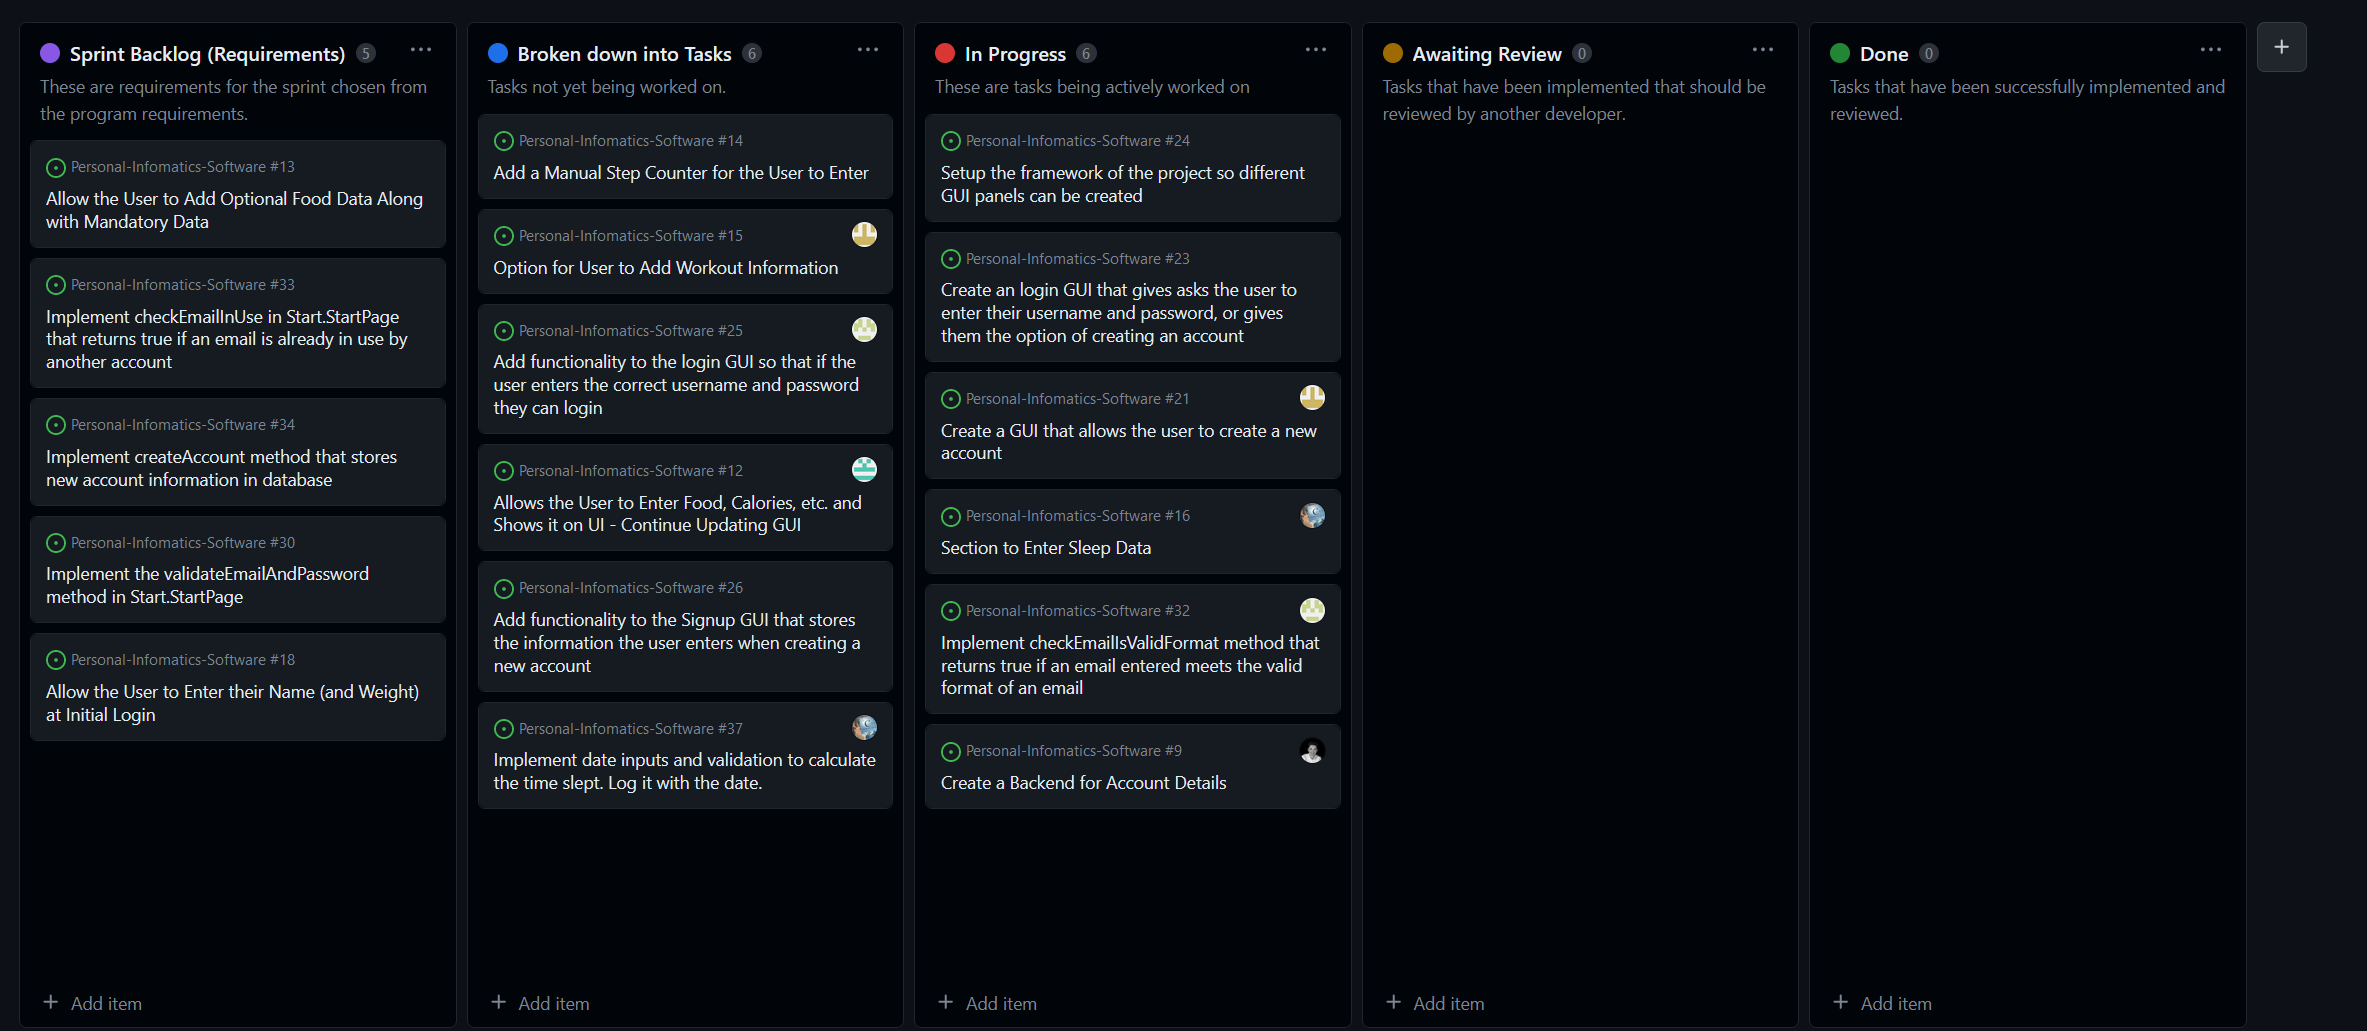 Sprint Backlog (Requirements) 5
These are requirements for the sprint chosen from
the program requirements.
Personal-Infomatics-Software #13
Allow the User to Add Optional Food Data Along
with Mandatory Data
Personal-Infomatics-Software #33
Implement checkEmailInUse in Start.StartPage
that returns true if an email is already in use by
another account
Personal-Infomatics-Software #34
Implement createAccount method that stores
new account information in database
Personal-Infomatics-Software #30
Implement the validateEmailAndPassword
method in Start.StartPage
Personal-Infomatics-Software #18
Allow the User to Enter their Name (and Weight)
at Initial Login
+ Add item
Broken down into Tasks 6
Tasks not yet being worked on.
Personal-Infomatics-Software #14
Add a Manual Step Counter for the User to Enter
Personal-Infomatics-Software #15
Option for User to Add Workout Information
Personal-Infomatics-Software #25
Add functionality to the login GUI so that if the
user enters the correct username and password
they can login
Personal-Infomatics-Software #12
Allows the User to Enter Food, Calories, etc. and
Shows it on UI - Continue Updating GUI
Personal-Infomatics-Software #26
Add functionality to the Signup GUI that stores
the information the user enters when creating a
new account
Personal-Infomatics-Software #37
Implement date inputs and validation to calculate
the time slept. Log it with the date.
+ Add item
In Progress 6
These are tasks being actively worked on
Personal-Infomatics-Software #24
Setup the framework of the project so different
GUI panels can be created
Personal-Infomatics-Software #23
Create an login GUI that gives asks the user to
enter their username and password, or gives
them the option of creating an account
Personal-Infomatics-Software #21
Create a GUI that allows the user to create a new
account
Personal-Infomatics-Software #16
Section to Enter Sleep Data
Personal-Infomatics-Software #32
Implement checkEmailIsValidFormat method that
returns true if an email entered meets the valid
format of an email
Personal-Infomatics-Software #9
Create a Backend for Account Details
+ Add item
Awaiting Review 0
Tasks that have been implemented that should be
reviewed by another developer.
+ Add item
Done 0
Tasks that have been successfully implemented and
reviewed.
+ Add item